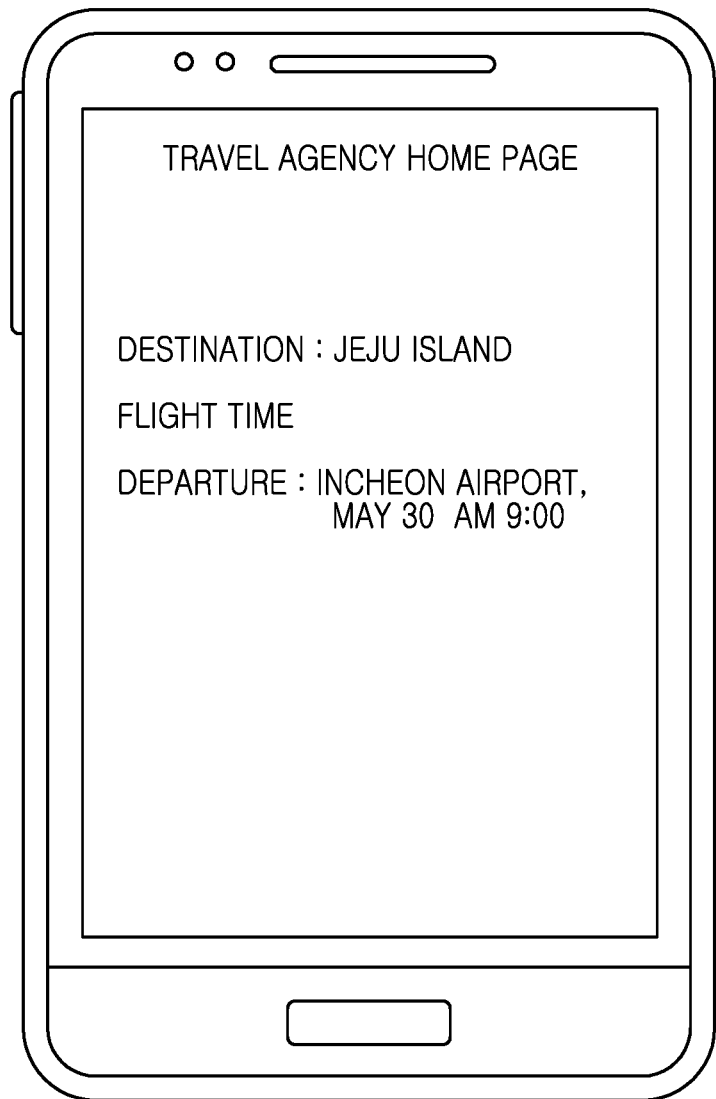 TRAVEL AGENCY HOME PAGE
DESTINATION : JEJU ISLAND
FLIGHT TIME
DEPARTURE : INCHEON AIRPORT,
MAY 30 AM 9:00